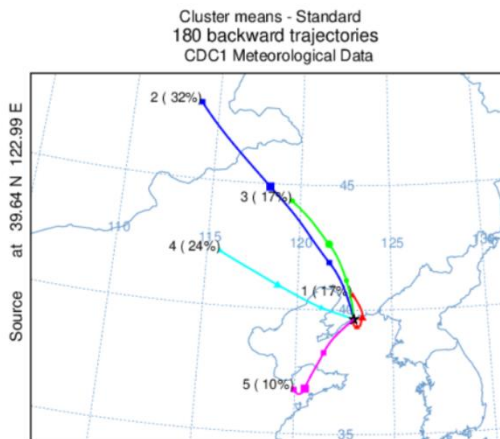 Cluster means - Standard
180 backward trajectories
CDC1 Meteorological Data
Source at 39.64 N 122.99 E
2 ( 32%)
45
3 ( 17%)
110
115
120
125
4 ( 24%)
1 ( 17%)
40
5 ( 10%)
35